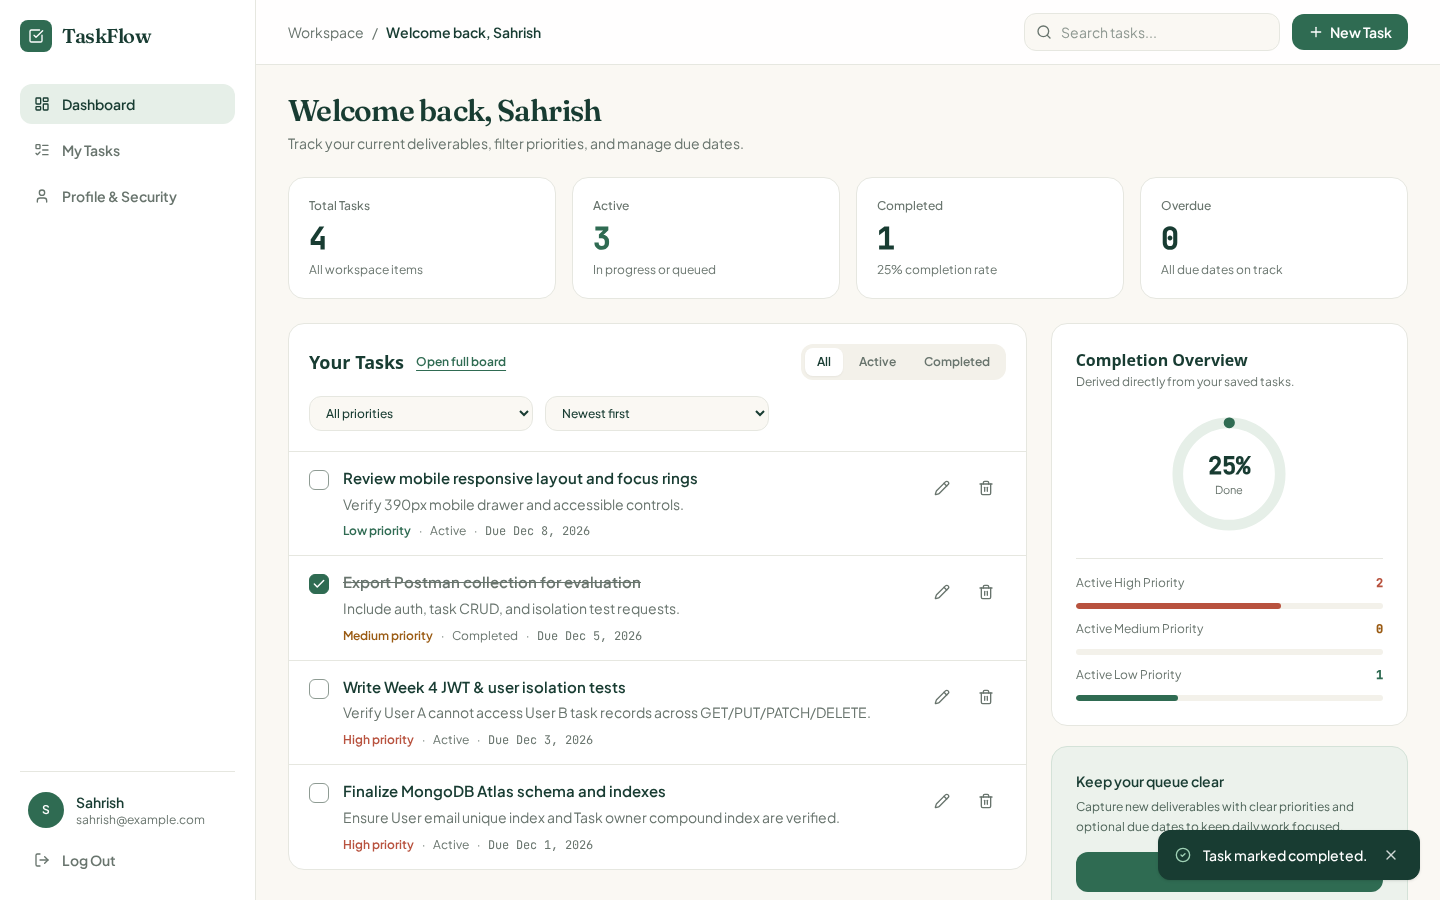 TaskFlow
Dashboard
My Tasks
Profile & Security
Sahrish
S
sahrish@example.com
Log Out
Workspace / Welcome back, Sahrish
Search tasks...
New Task
Welcome back, Sahrish
Track your current deliverables, filter priorities, and manage due dates.
Total Tasks
4
All workspace items
Active
3
In progress or queued
Completed
1
25% completion rate
Overdue
0
All due dates on track
Your Tasks
Open full board
All
Active
Completed
All priorities
Newest first
Review mobile responsive layout and focus rings
Verify 390px mobile drawer and accessible controls.
Low priority · Active · Due Dec 8, 2026
Export Postman collection for evaluation
Include auth, task CRUD, and isolation test requests.
Medium priority · Completed · Due Dec 5, 2026
Write Week 4 JWT & user isolation tests
Verify User A cannot access User B task records across GET/PUT/PATCH/DELETE.
High priority · Active · Due Dec 3, 2026
Finalize MongoDB Atlas schema and indexes
Ensure User email unique index and Task owner compound index are verified.
High priority · Active · Due Dec 1, 2026
Completion Overview
Derived directly from your saved tasks.
25%
Done
Active High Priority 2
Active Medium Priority 0
Active Low Priority 1
Keep your queue clear
Capture new deliverables with clear priorities and
optional due dates to keep daily work focused.
Task marked completed.